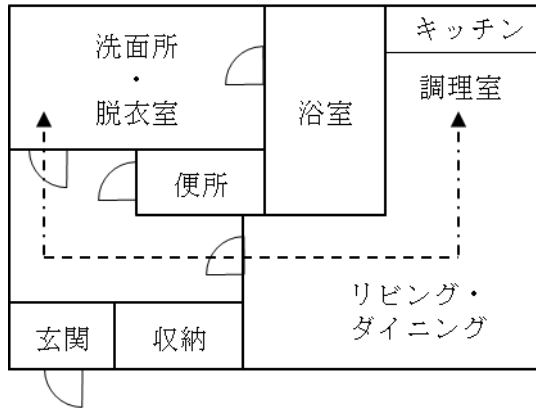 洗面所
・
脱衣室
キッチン
調理室
浴室
便所
リビング・
ダイニング
玄関
収納